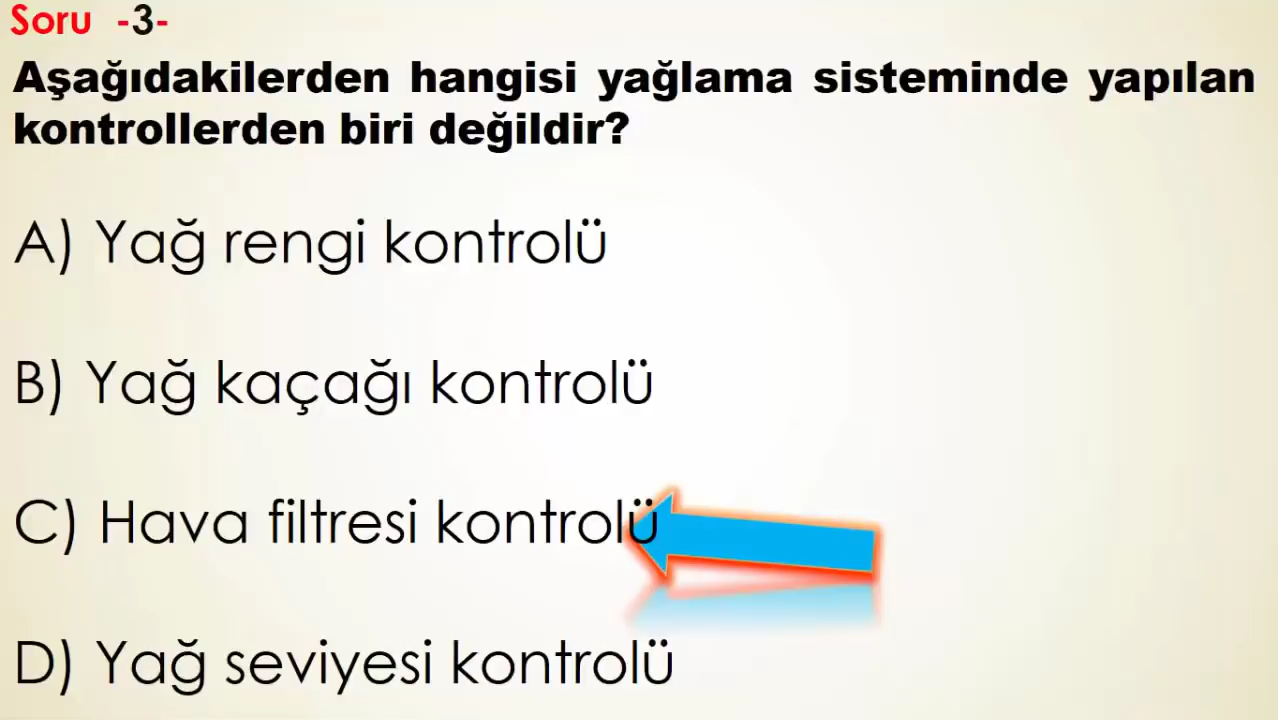 Soru -3-
Aşağıdakilerden hangisi yağlama sisteminde yapılan
kontrollerden biri değildir?
A) Yağ rengi kontrolü
B) Yağ kaçağı kontrolü
C) Hava filtresi kontrolü
D) Yağ seviyesi kontrolü